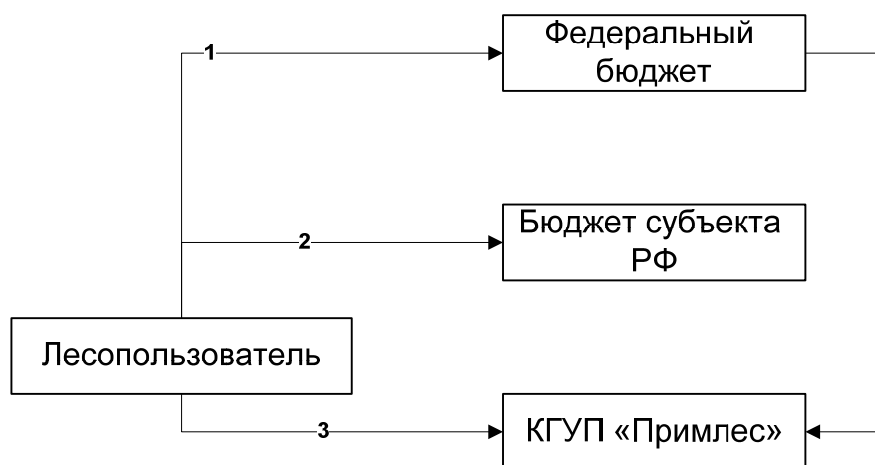 1
Федеральный
бюджет
2
Бюджет субъекта
РФ
Лесопользователь
3
КГУП «Примлес»